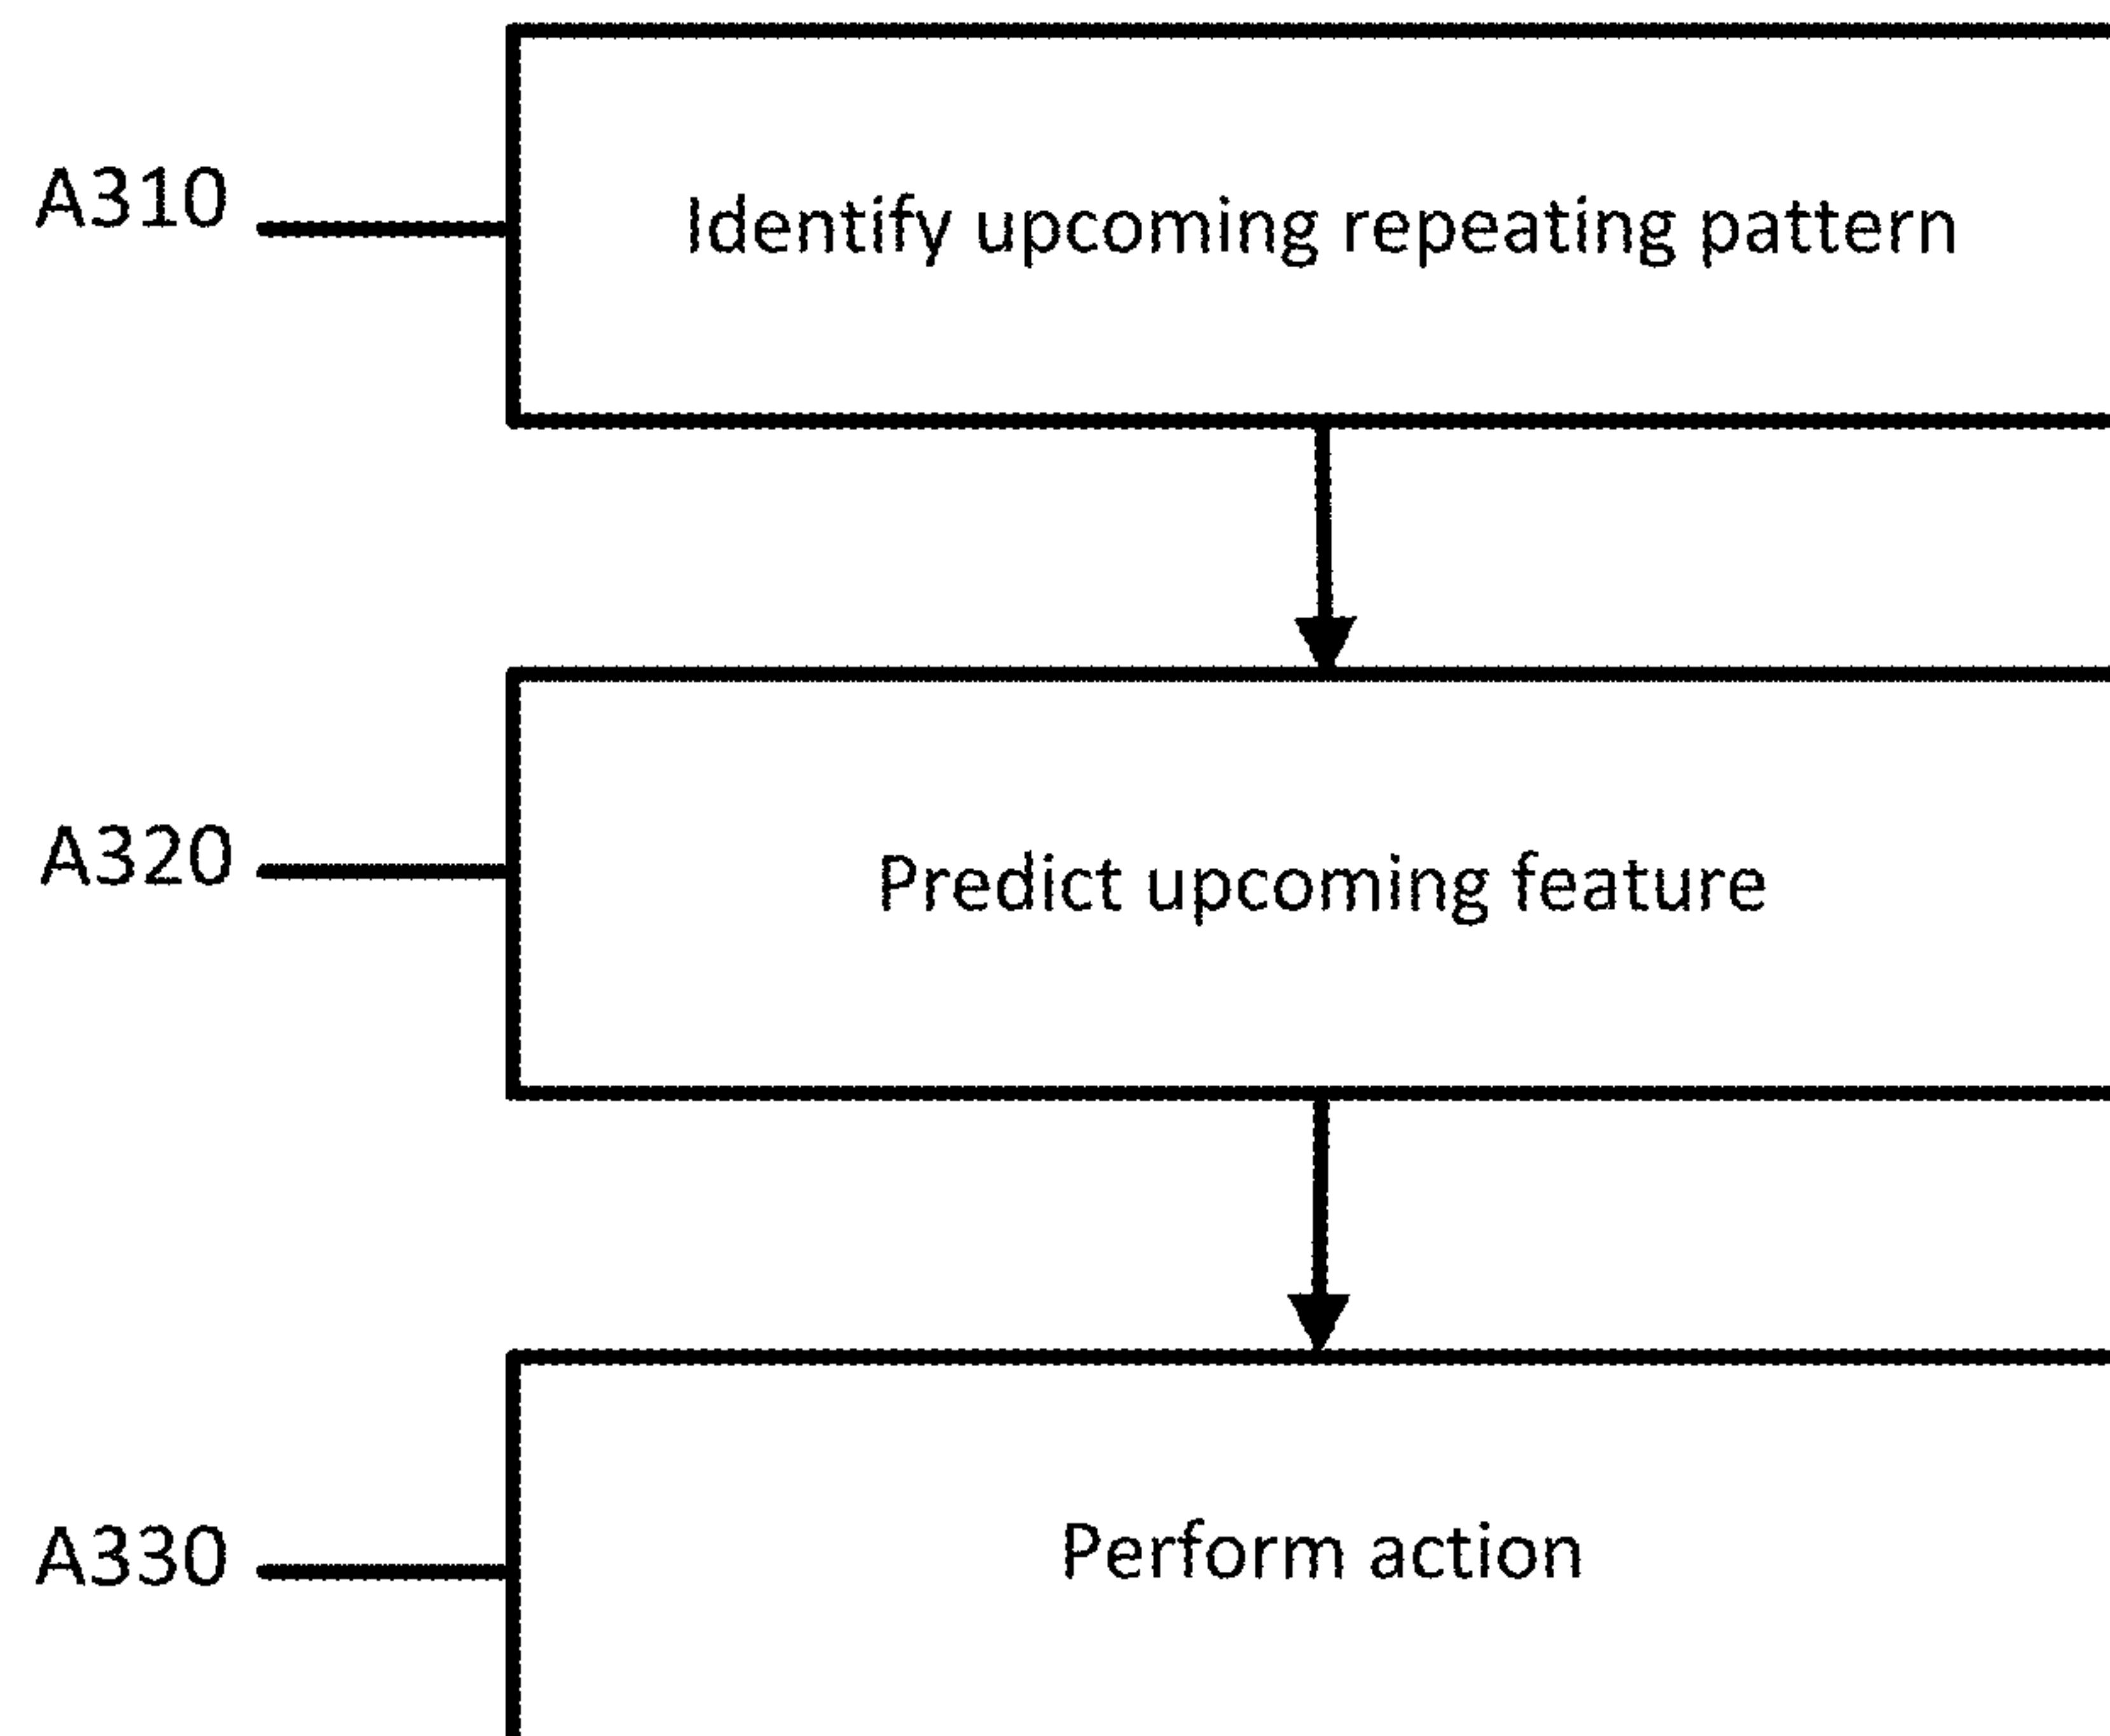 A310
Identify upcoming repeating pattern
A320
Predict upcoming feature
A330
Perform action